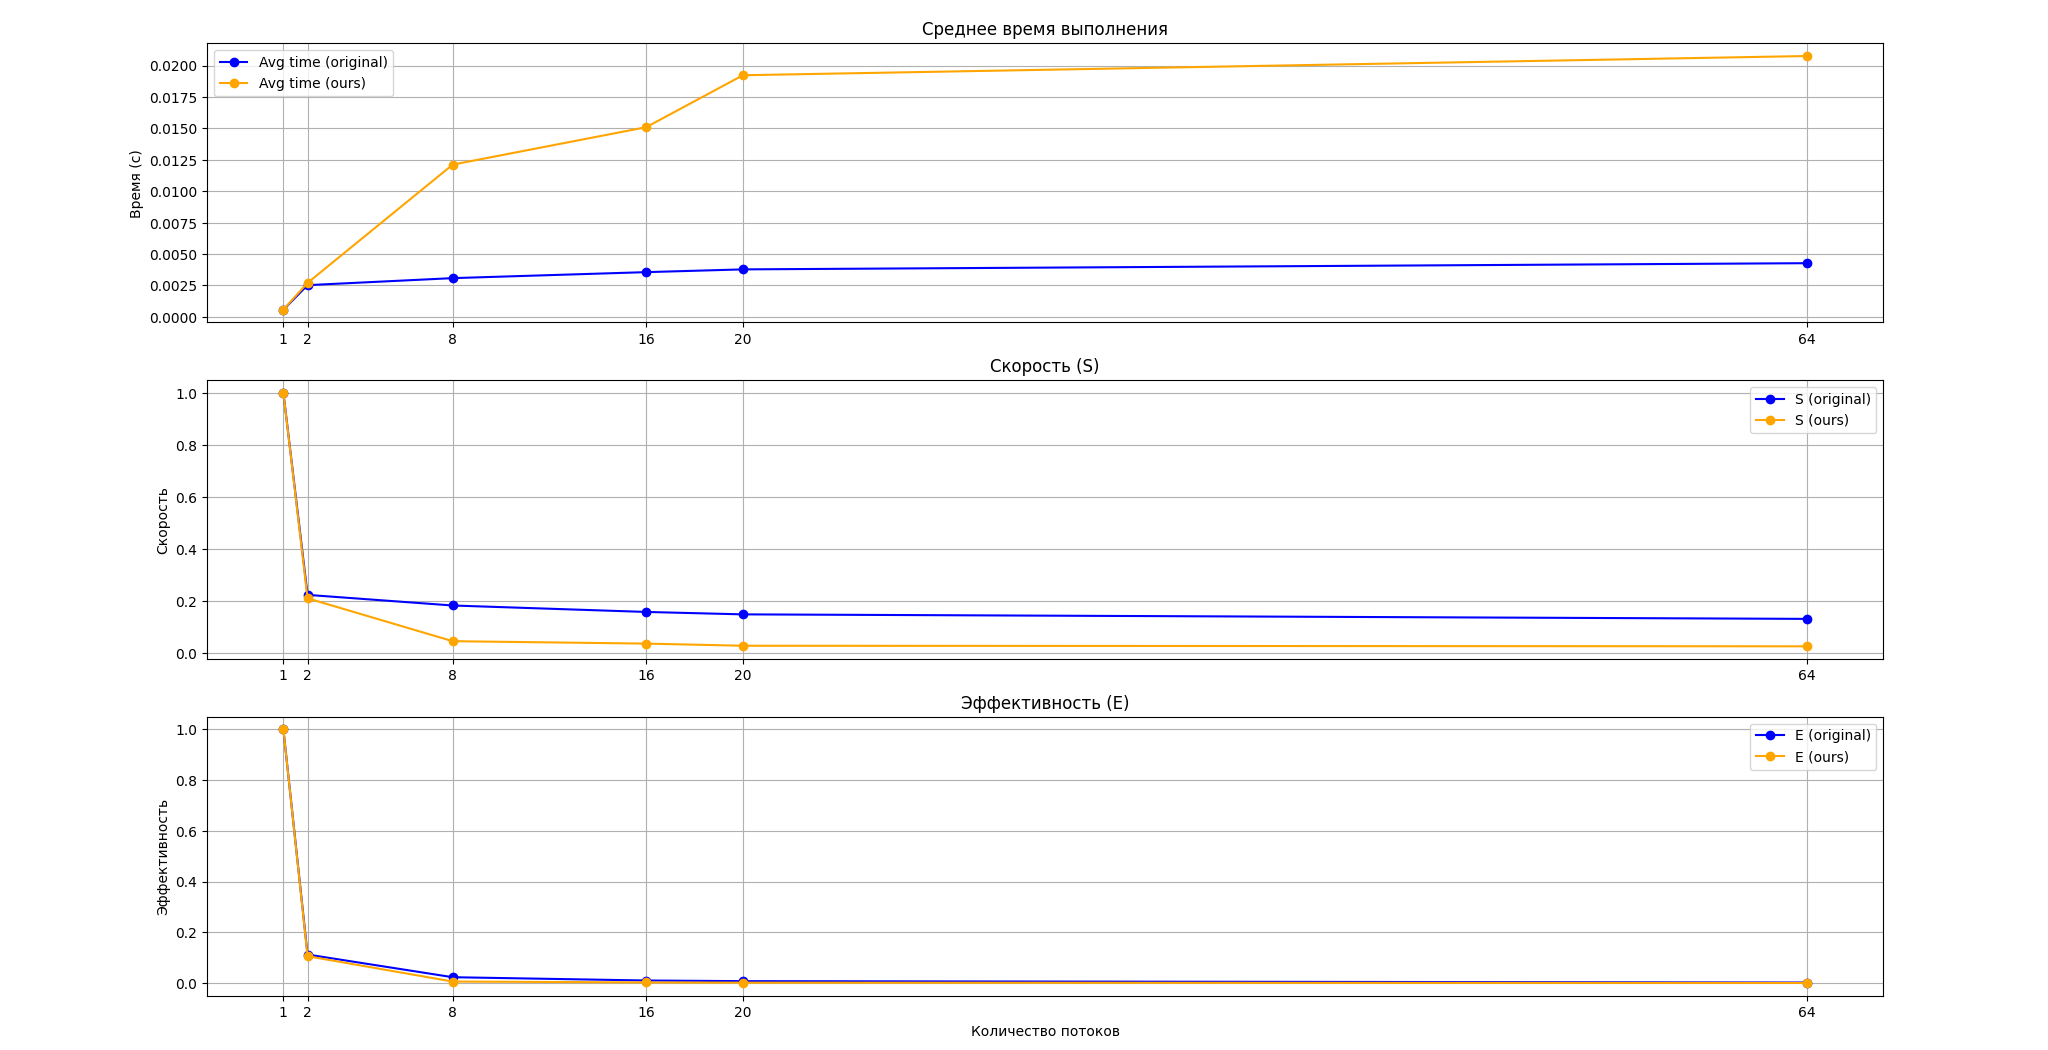 Среднее время выполнения
Avg time (original)
Avg time (ours)
Время (с)
0.0200
0.0175
0.0150
0.0125
0.0100
0.0075
0.0050
0.0025
0.0000
1 2 8 16 20 64
Скорость (S)
S (original)
S (ours)
Скорость
1.0
0.8
0.6
0.4
0.2
0.0
1 2 8 16 20 64
Эффективность (E)
E (original)
E (ours)
Эффективность
1.0
0.8
0.6
0.4
0.2
0.0
1 2 8 16 20 64
Количество потоков